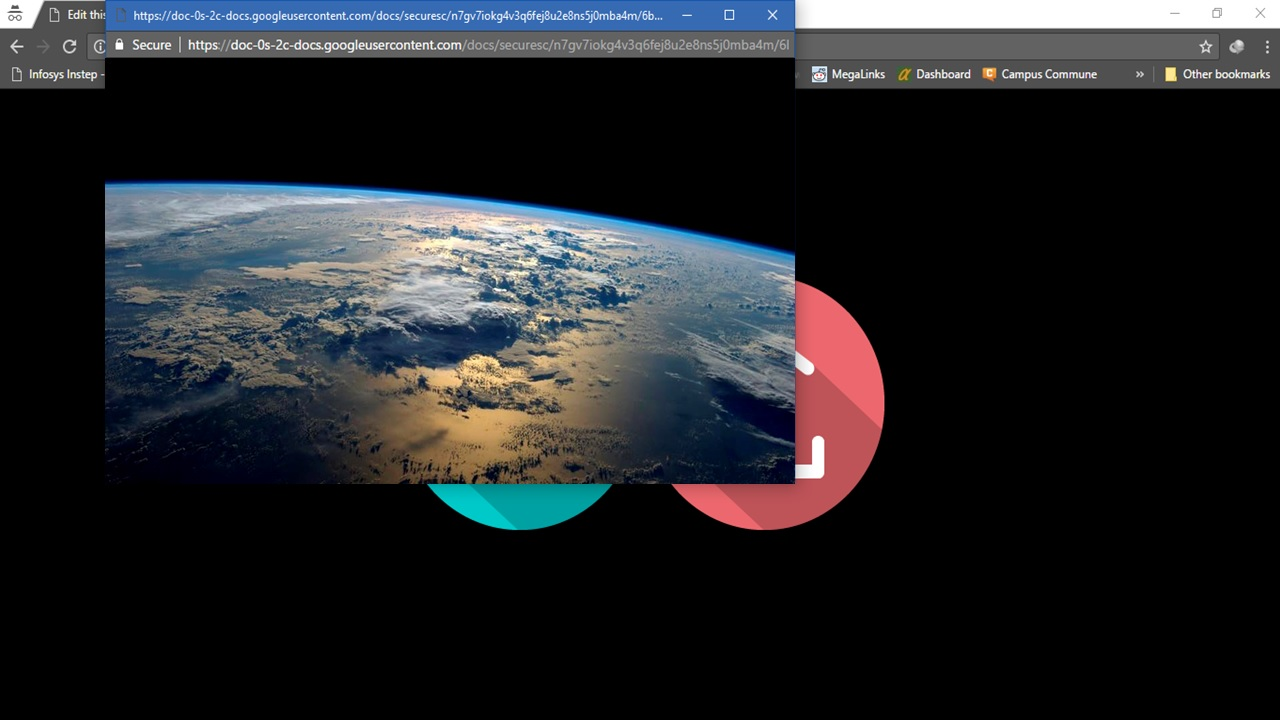 Edit this
https://doc-0s-2c-docs.googleusercontent.com/docs/securesc/n7gv7iokg4v3q6fej8u2e8ns5j0mba4m/6b...
Secure https://doc-0s-2c-docs.googleusercontent.com/docs/securesc/n7gv7iokg4v3q6fej8u2e8ns5j0mba4m/6l
Infosys Instep - MegaLinks Dashboard Campus Commune » Other bookmarks